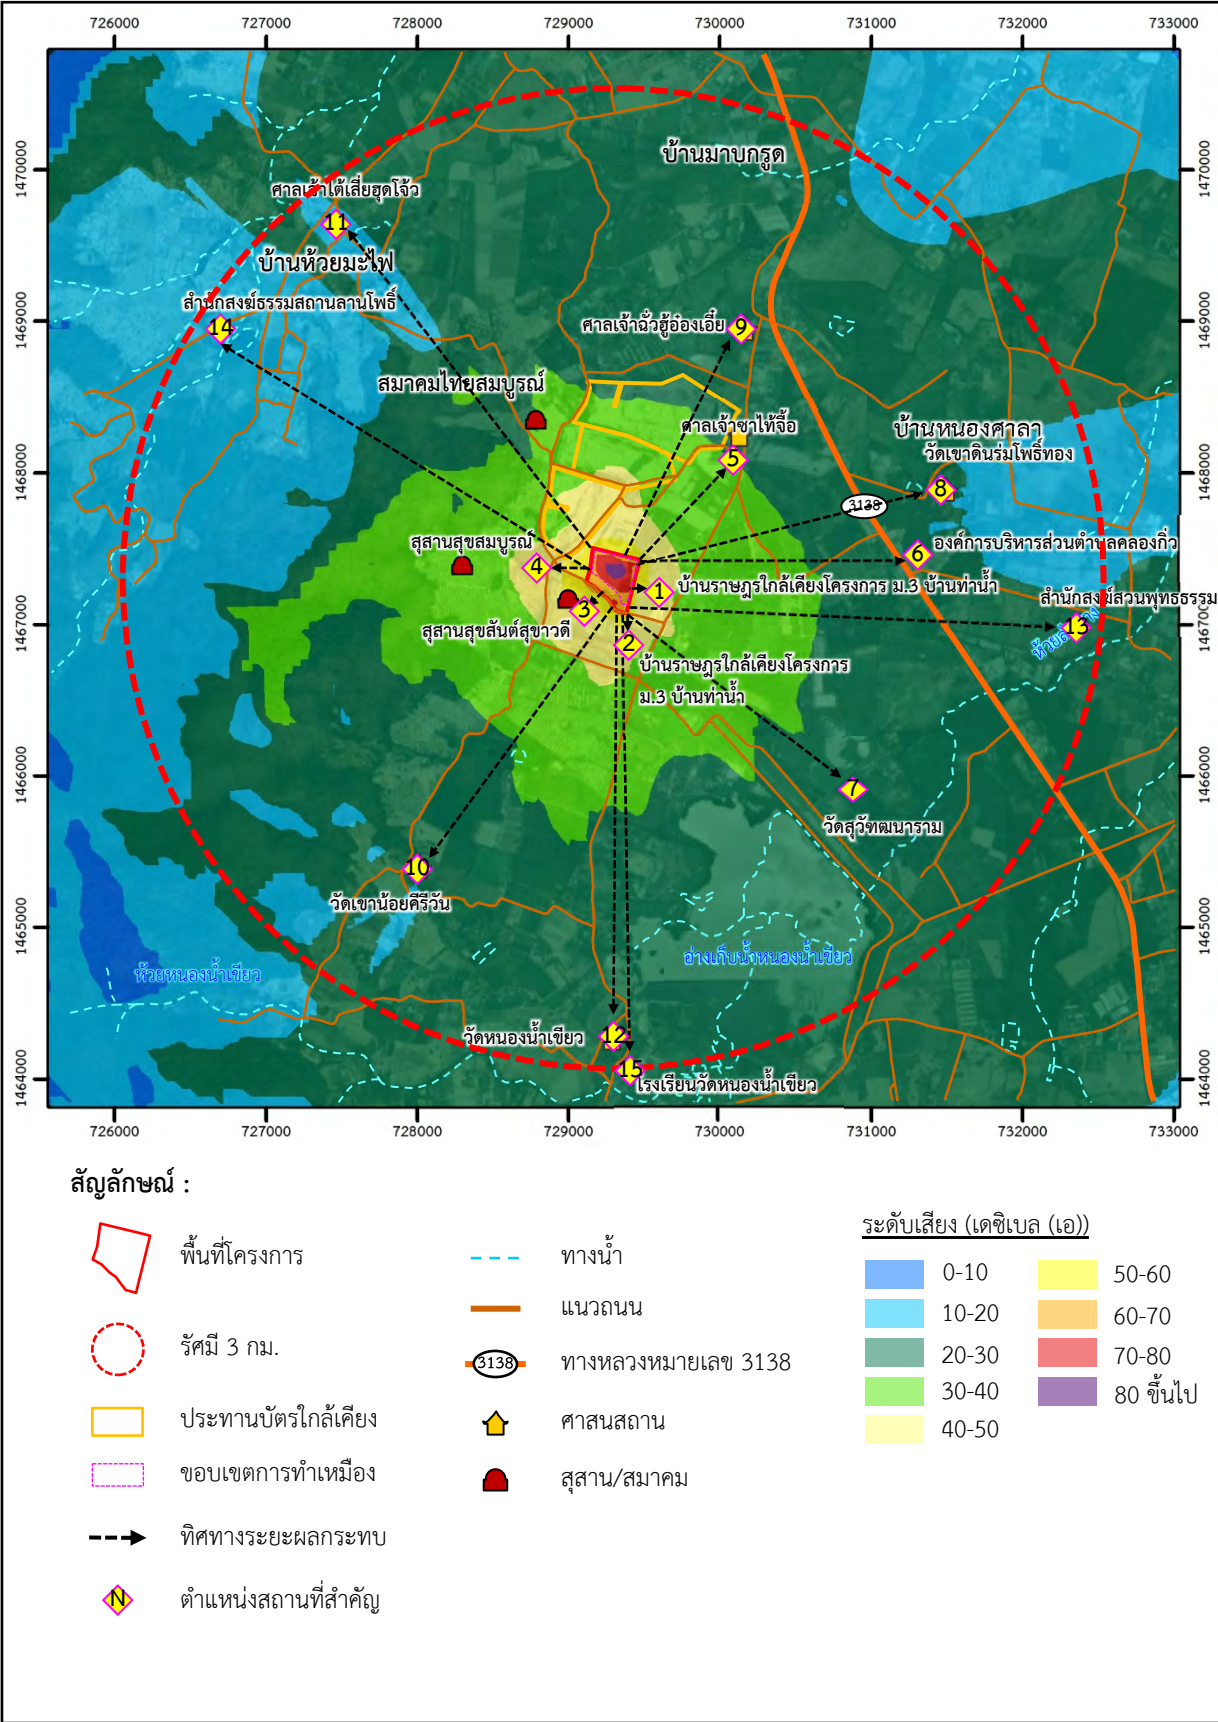 726000 727000 728000 729000 730000 731000 732000 733000
1470000 1470000
1469000 1469000
1468000 1468000
1467000 1467000
1466000 1466000
1465000 1465000
1464000 1464000
บ้านมาบกรูด
ศาลเจ้าไต้เสี่ยฮุดโจ้ว
11
บ้านห้วยมะไฟ
สำนักสงฆ์ธรรมสถานลานโพธิ์
14
ศาลเจ้าฉั่วฮู้อ๋องเอี๋ย
9
สมาคมไทยสมบูรณ์
ศาลเจ้าซาไท้จื้อ
5
บ้านหนองศาลา
วัดเขาดินร่มโพธิ์ทอง
8
3138
สุสานสุขสมบูรณ์
4
องค์การบริหารส่วนตำบลคลองกิ่ว
6
บ้านราษฎรใกล้เคียงโครงการ ม.3 บ้านท่าน้ำ
1
สำนักสงฆ์สวนพุทธธรรม
13
3
สุสานสุขสันต์สุขาวดี
2
บ้านราษฎรใกล้เคียงโครงการ
ม.3 บ้านท่าน้ำ
7
วัดสุวัฑฒนาราม
10
วัดเขาน้อยคีรีวัน
อ่างเก็บน้ำหนองน้ำเขียว
ห้วยหนองน้ำเขียว
วัดหนองน้ำเขียว
12
15
โรงเรียนวัดหนองน้ำเขียว
726000 727000 728000 729000 730000 731000 732000 733000
สัญลักษณ์ :
พื้นที่โครงการ
รัศมี 3 กม.
ประทานบัตรใกล้เคียง
ขอบเขตการทำเหมือง
ทิศทางระยะผลกระทบ
N ตำแหน่งสถานที่สำคัญ
ทางน้ำ
แนวถนน
3138 ทางหลวงหมายเลข 3138
ศาสนสถาน
สุสาน/สมาคม
ระดับเสียง (เดซิเบล (เอ))
0-10
10-20
20-30
30-40
40-50
50-60
60-70
70-80
80 ขึ้นไป